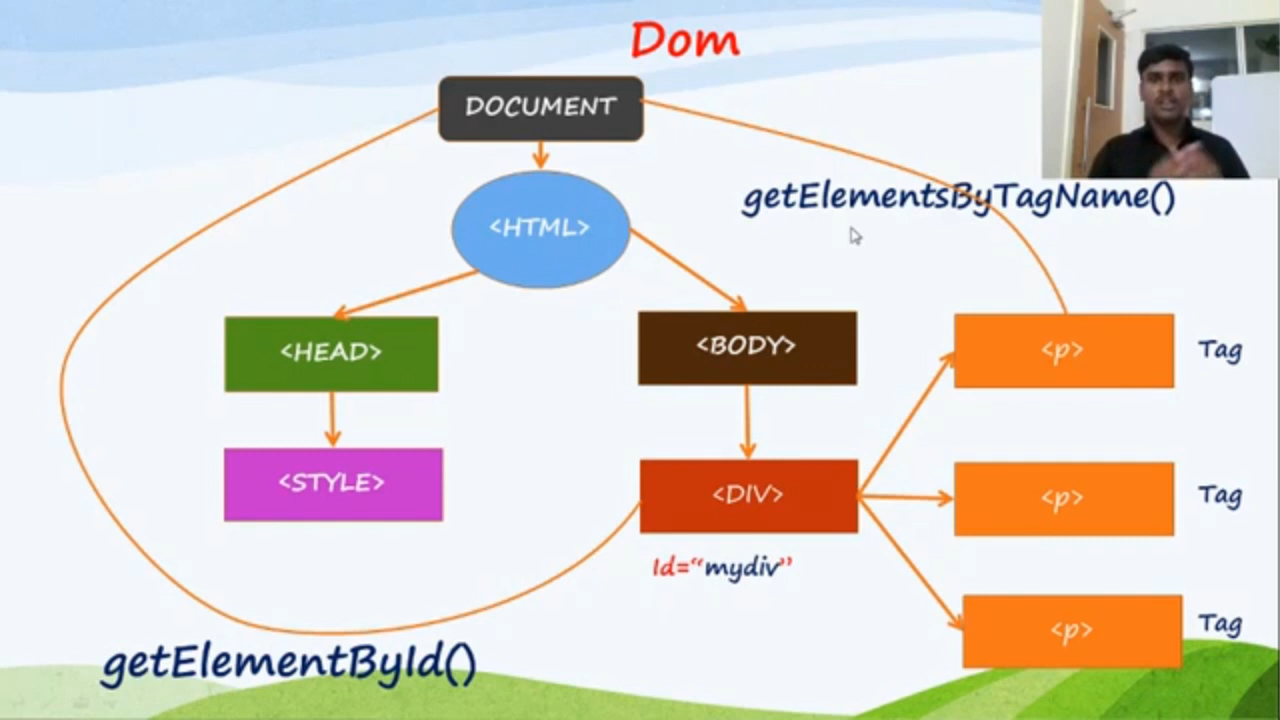 Dom
DOCUMENT
getElementsByTagName()
<HTML>
<HEAD>
<BODY>
<p>
Tag
<STYLE>
<DIV>
<p>
Tag
Id=“mydiv”
<p>
Tag
getElementById()